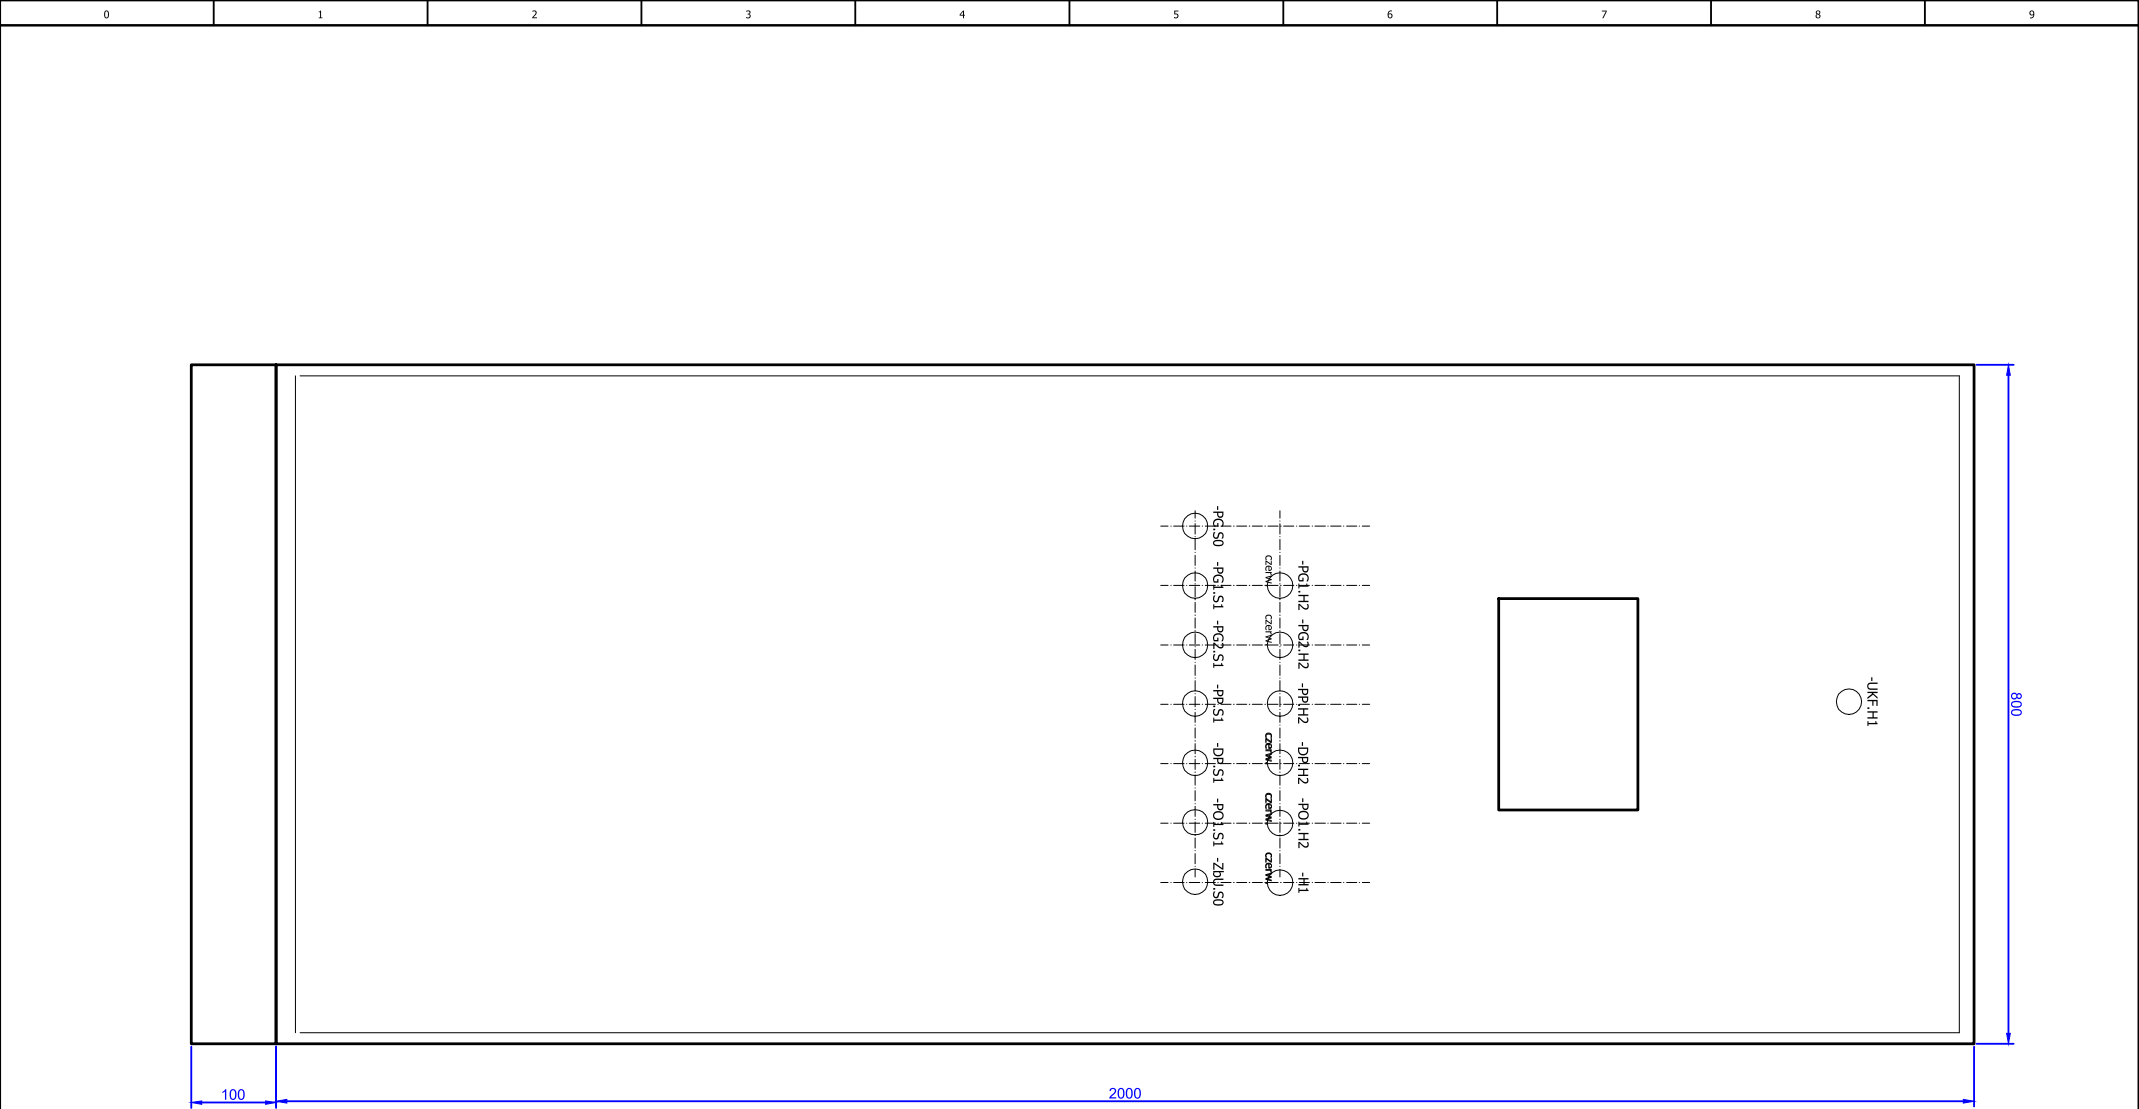 0 1 2 3 4 5 6 7 8 9
-PG.S0
-PG1.S1
-PG2.S1
-PP.S1
-DP.S1
-PO1.S1
-ZbU.S0
czerw.
-PG1.H2
czerw.
-PG2.H2
-PP.H2
czerw.
-DP.H2
czerw.
-PO1.H2
czerw.
-H1
-UKF.H1
800
100
2000